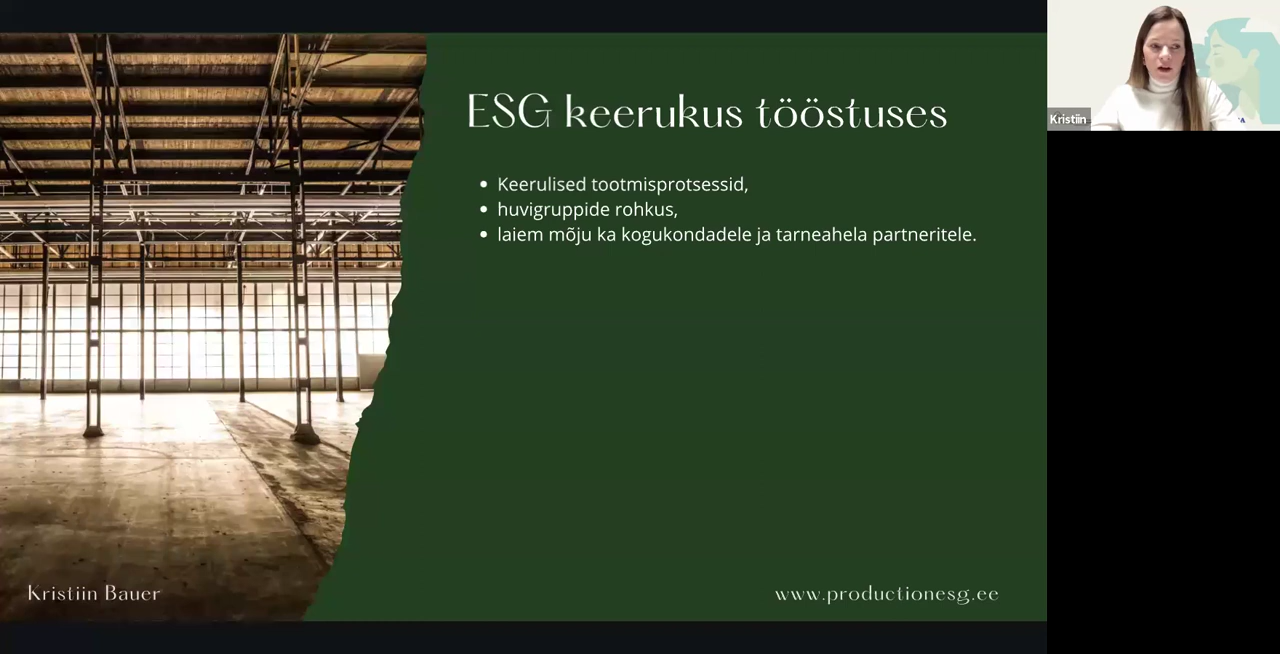 ESG keerukus tööstuses
Keerulised tootmisprotsessid,
huvigruppide rohkus,
laiem mõju ka kogukondadele ja tarneahela partneritele.
Kristiin Bauer
www.productionesg.ee
Kristiin